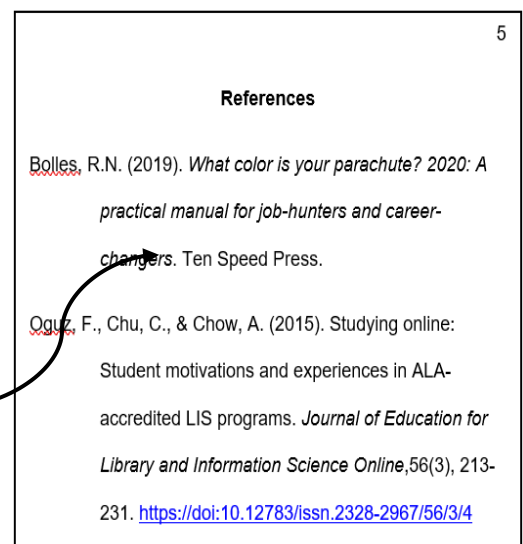 5
References
Bolles, R.N. (2019). What color is your parachute? 2020: A
practical manual for job-hunters and career-
changers. Ten Speed Press.
Oguz, F., Chu, C., & Chow, A. (2015). Studying online:
Student motivations and experiences in ALA-
accredited LIS programs. Journal of Education for
Library and Information Science Online,56(3), 213-
231. https://doi:10.12783/issn.2328-2967/56/3/4